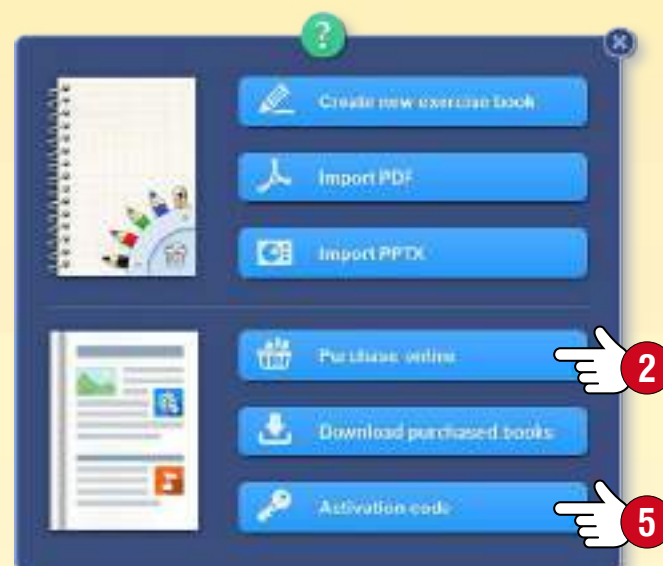 ?
Create new exercise book
Import PDF
Import PPTX
Purchase online
2
Download purchased books
Activation code
5